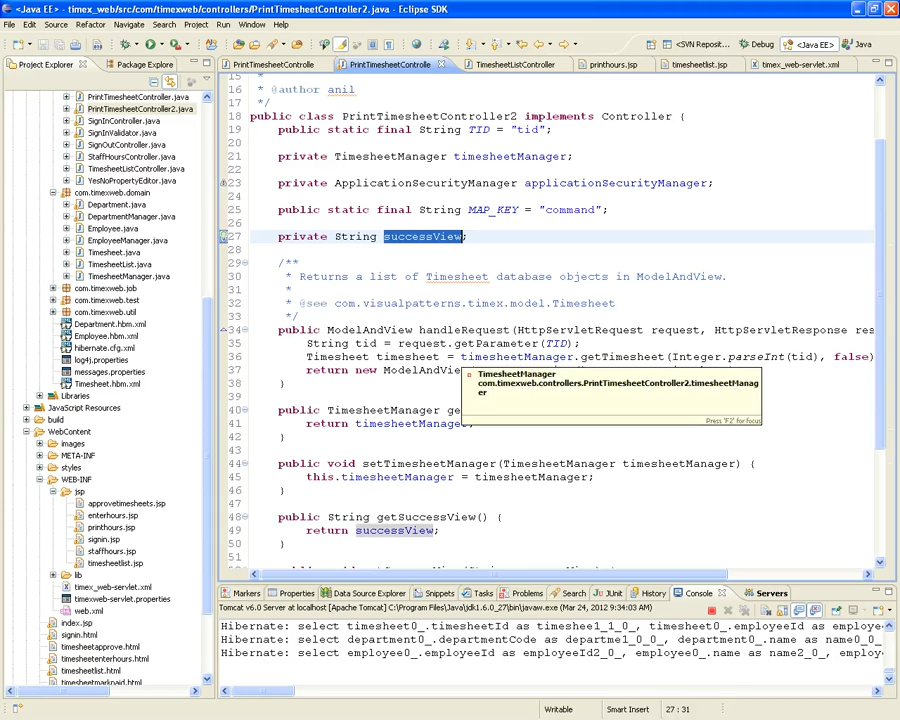 <Java EE> - timex_web/src/com/timexweb/controllers/PrintTimesheetController2.java - Eclipse SDK
File Edit Source Refactor Navigate Search Project Run Window Help
<SVN Reposit... Debug <Java EE> Java
Project Explorer Package Explorer
PrintTimesheetControlle PrintTimesheetControlle TimesheetListController printhours.jsp timesheetlist.jsp timex_web-servlet.xml
PrintTimesheetController.java
PrintTimesheetController2.java
SignInController.java
SignInValidator.java
SignOutController.java
StaffHoursController.java
TimesheetListController.java
YesNoPropertyEditor.java
com.timexweb.domain
Department.java
DepartmentManager.java
Employee.java
EmployeeManager.java
Timesheet.java
TimesheetList.java
TimesheetManager.java
com.timexweb.job
com.timexweb.test
com.timexweb.util
Department.hbm.xml
Employee.hbm.xml
hibernate.cfg.xml
log4j.properties
messages.properties
Timesheet.hbm.xml
Libraries
JavaScript Resources
build
WebContent
images
META-INF
styles
WEB-INF
jsp
approvetimesheets.jsp
enterhours.jsp
printhours.jsp
signin.jsp
staffhours.jsp
timesheetlist.jsp
lib
timex_web-servlet.xml
timexweb-servlet.properties
web.xml
index.jsp
signin.html
timesheetapprove.html
timesheetenterhours.html
timesheetlist.html
timesheetmarkpaid.html
15 *
16 * @author anil
17 */
18 public class PrintTimesheetController2 implements Controller {
19 public static final String TID = "tid";
20
21 private TimesheetManager timesheetManager;
22
23 private ApplicationSecurityManager applicationSecurityManager;
24
25 public static final String MAP_KEY = "command";
26
27 private String successView;
28
29 /**
30 * Returns a list of Timesheet database objects in ModelAndView.
31 *
32 * @see com.visualpatterns.timex.model.Timesheet
33 */
34 public ModelAndView handleRequest(HttpServletRequest request, HttpServletResponse res
35 String tid = request.getParameter(TID);
36 Timesheet timesheet = timesheetManager.getTimesheet(Integer.parseInt(tid), false)
37 return new ModelAndV
38 }
TimesheetManager
com.timexweb.controllers.PrintTimesheetController2.timesheetManag
er
Press 'F2' for focus
39
40 public TimesheetManager ge
41 return timesheetManager;
42 }
43
44 public void setTimesheetManager(TimesheetManager timesheetManager) {
45 this.timesheetManager = timesheetManager;
46 }
47
48 public String getSuccessView() {
49 return successView;
50 }
51
Markers Properties Data Source Explorer Snippets Tasks Problems Search JUnit History Console Servers
Tomcat v6.0 Server at localhost [Apache Tomcat] C:\Program Files\Java\jdk1.6.0_27\bin\javaw.exe (Mar 24, 2012 9:34:03 AM)
Hibernate: select timesheet0_.timesheetId as timeshee1_1_0_, timesheet0_.employeeId as employee
Hibernate: select department0_.departmentCode as departme1_0_0_, department0_.name as name0_0_
Hibernate: select employee0_.employeeId as employeeId2_0_, employee0_.name as name2_0_, employ
Writable Smart Insert 27 : 31